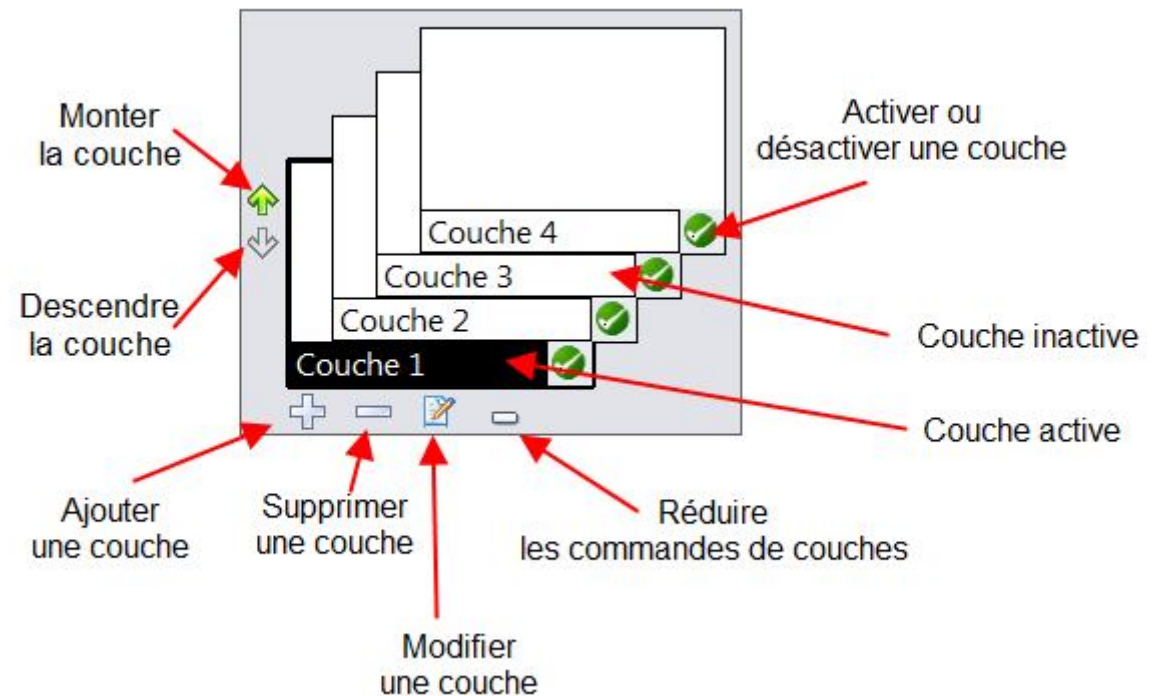 Monter
la couche
Activer ou
désactiver une couche
Couche 4
Couche 3
Descendre
la couche
Couche 2
Couche inactive
Couche 1
Couche active
Ajouter
une couche
Supprimer
une couche
Réduire
les commandes de couches
Modifier
une couche